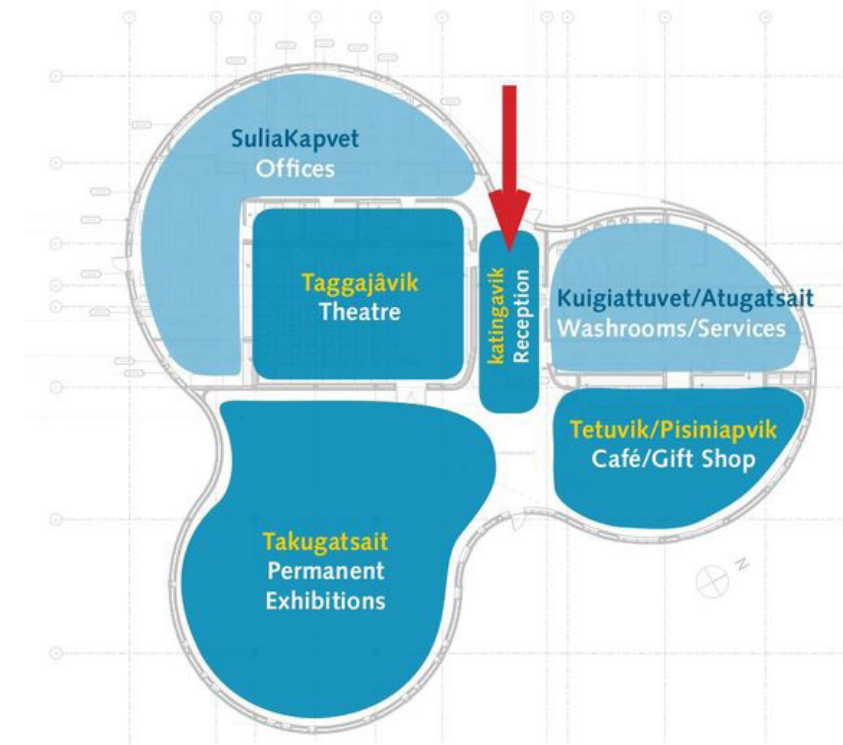 SuliaKapvet
Offices
Taggajâvik
Theatre
katingavik
Reception
Kuigiattuvet/Atugatsait
Washrooms/Services
Tetuvik/Pisiniapvik
Café/Gift Shop
Takugatsait
Permanent
Exhibitions
N